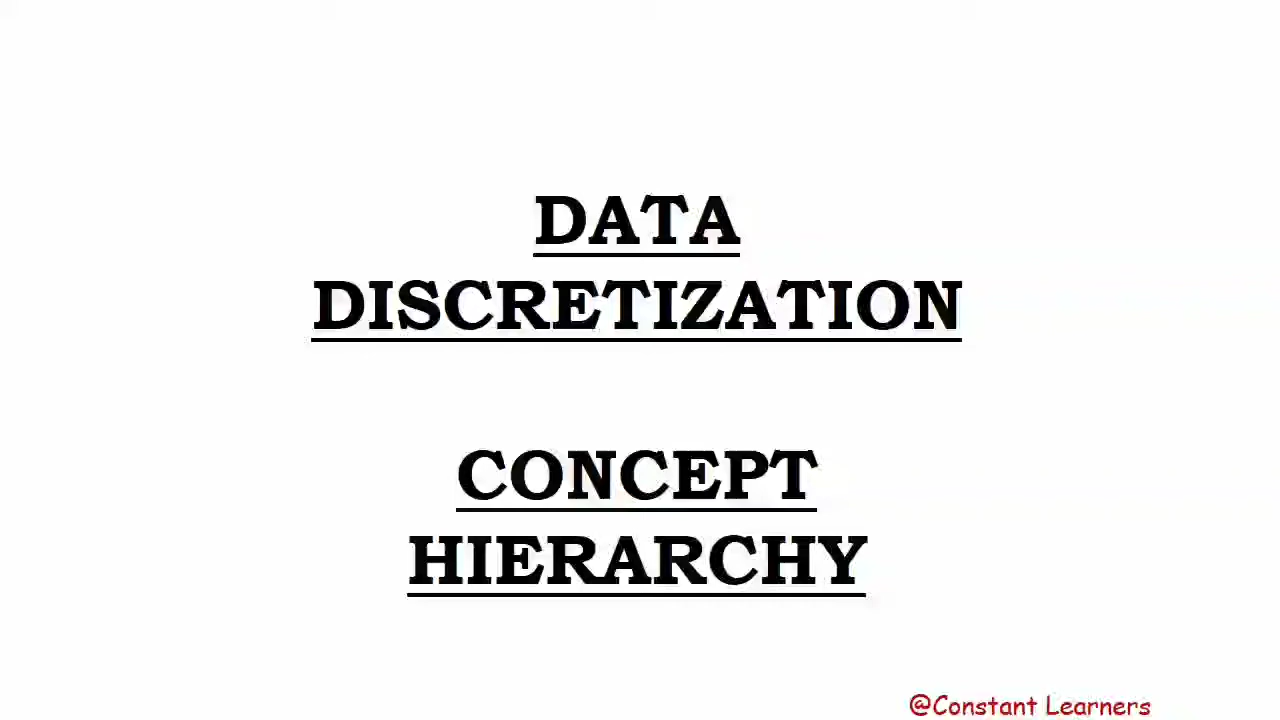 DATA
DISCRETIZATION
CONCEPT
HIERARCHY
@Constant Learners